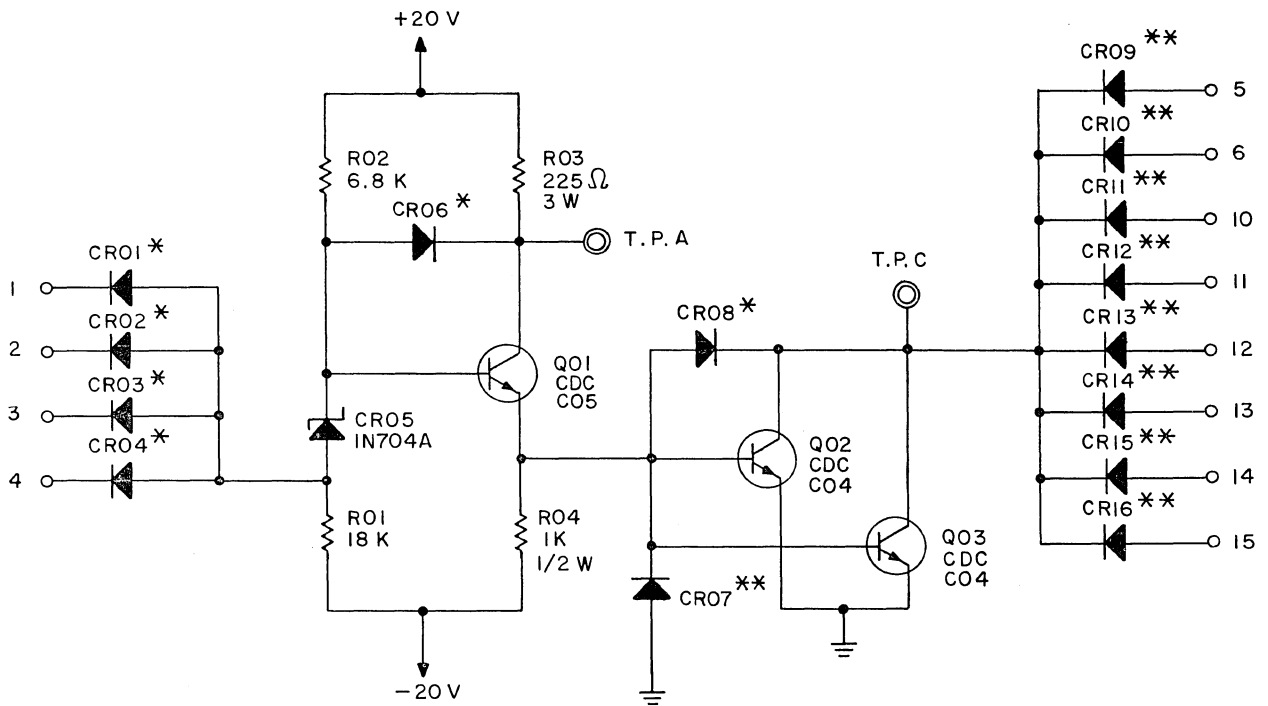 +20 V
R02
6.8 K
R03
225 Ω
3 W
CR06 *
T.P. A
CR01 *
1
CR02 *
2
CR03 *
3
CR04 *
4
CR05
1N704A
Q01
CDC
C05
R01
18 K
R04
1K
1/2 W
-20 V
CR08 *
T.P. C
Q02
CDC
C04
Q03
CDC
C04
CR07 **
CR09 **
5
CR10 **
6
CR11 **
10
CR12 **
11
CR13 **
12
CR14 **
13
CR15 **
14
CR16 **
15